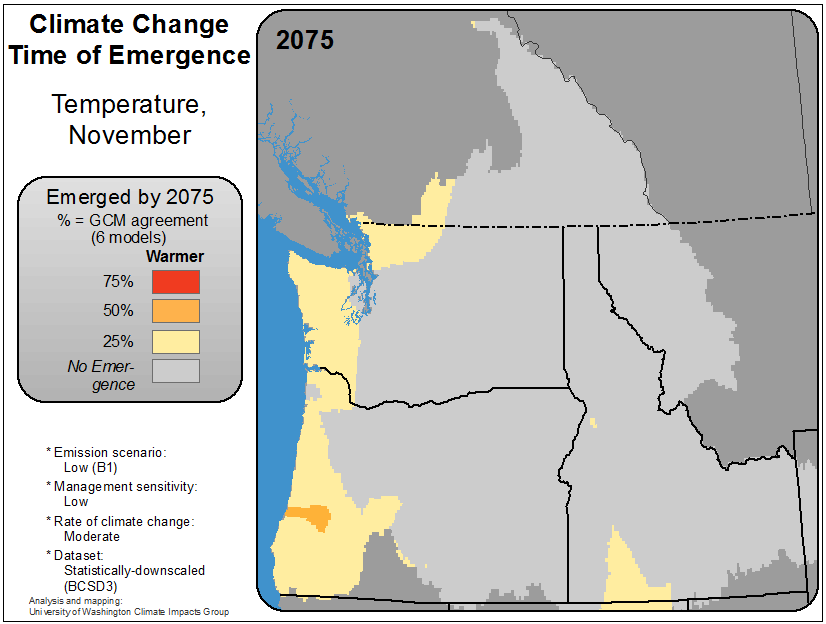 Climate Change
Time of Emergence
Temperature,
November
Emerged by 2075
% = GCM agreement
(6 models)
Warmer
75%
50%
25%
No Emer-
gence
* Emission scenario:
Low (B1)
* Management sensitivity:
Low
* Rate of climate change:
Moderate
* Dataset:
Statistically-downscaled
(BCSD3)
Analysis and mapping:
University of Washington Climate Impacts Group
2075